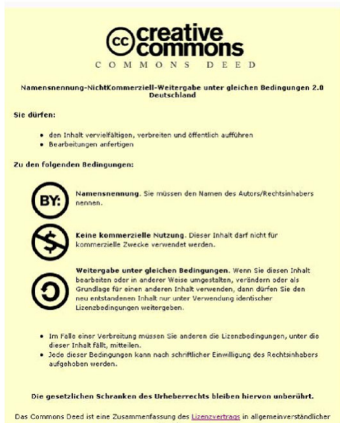 cc creative
commons
COMMONS DEED
Namensnennung-NichtKommerziell-Weitergabe unter gleichen Bedingungen 2.0
Deutschland
Sie dürfen:
• den Inhalt vervielfältigen, verbreiten und öffentlich aufführen
• Bearbeitungen anfertigen
Zu den folgenden Bedingungen:
BY:
Namensnennung. Sie müssen den Namen des Autors/Rechtsinhabers
nennen.
$
Keine kommerzielle Nutzung. Dieser Inhalt darf nicht für
kommerzielle Zwecke verwendet werden.
Weitergabe unter gleichen Bedingungen. Wenn Sie diesen Inhalt
bearbeiten oder in anderer Weise umgestalten, verändern oder als
Grundlage für einen anderen Inhalt verwenden, dann dürfen Sie den
neu entstandenen Inhalt nur unter Verwendung identischer
Lizenzbedingungen weitergeben.
• Im Falle einer Verbreitung müssen Sie anderen die Lizenzbedingungen, unter die
dieser Inhalt fällt, mitteilen.
• Jede dieser Bedingungen kann nach schriftlicher Einwilligung des Rechtsinhabers
aufgehoben werden.
Die gesetzlichen Schranken des Urheberrechts bleiben hiervon unberührt.
Das Commons Deed ist eine Zusammenfassung des Lizenzvertrags in allgemeinverständlicher